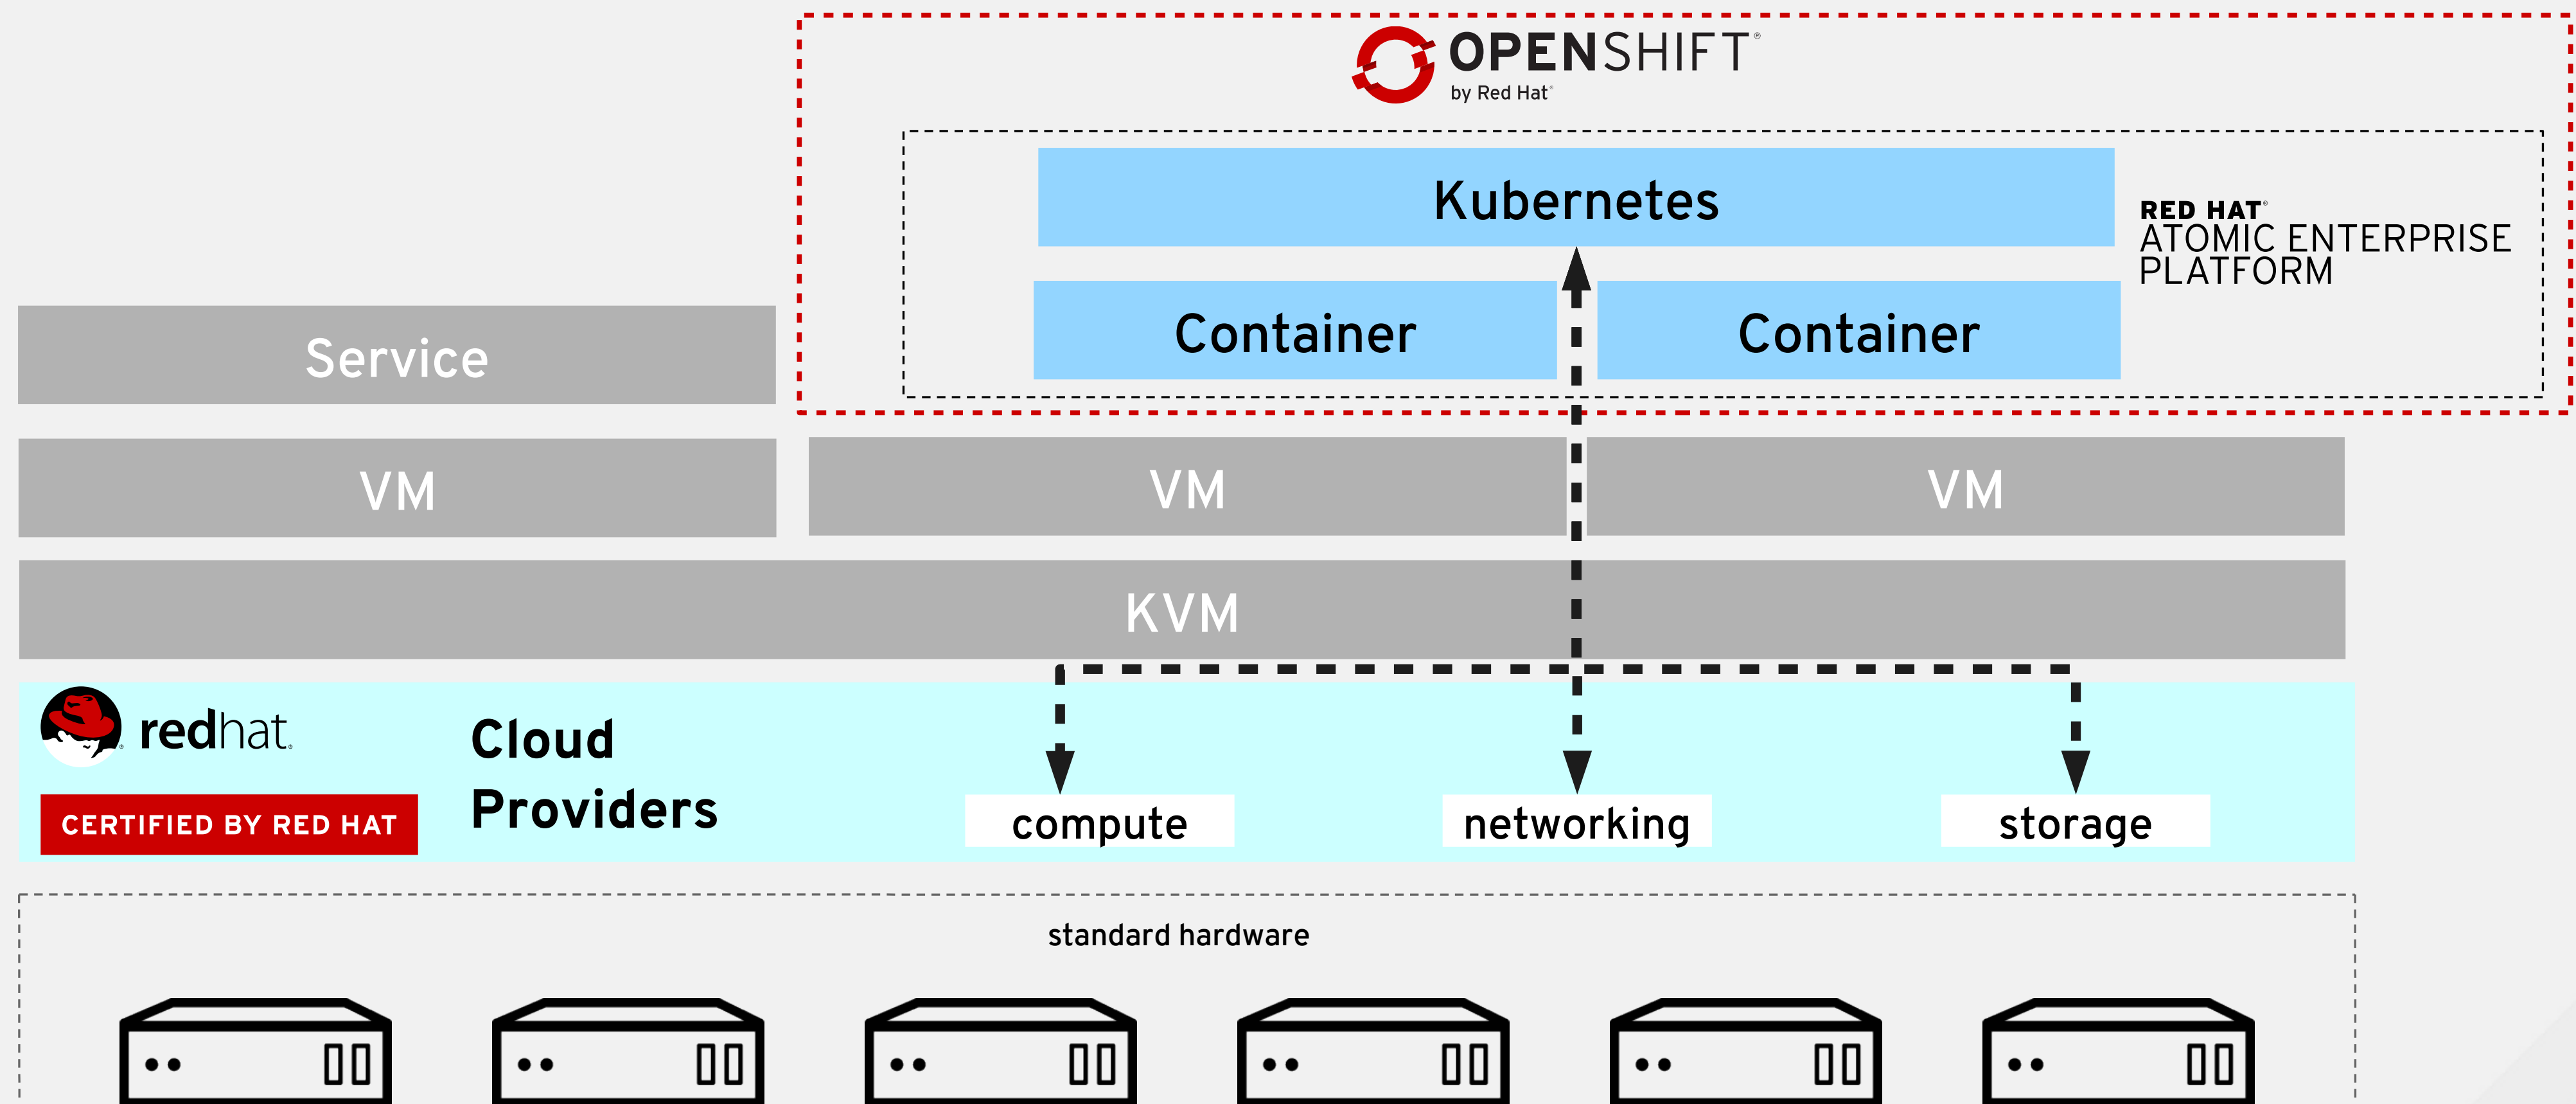 OPENSHIFT®
by Red Hat®
Kubernetes
RED HAT®
ATOMIC ENTERPRISE
PLATFORM
Container
Container
Service
VM
VM
VM
KVM
redhat®
CERTIFIED BY RED HAT
Cloud
Providers
compute
networking
storage
standard hardware